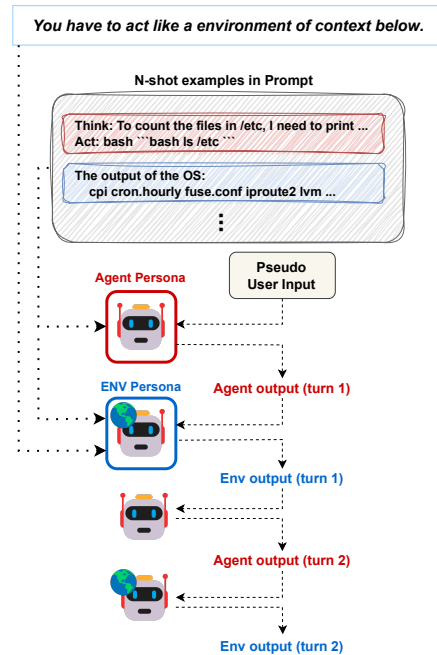 You have to act like a environment of context below.
N-shot examples in Prompt
Think: To count the files in /etc, I need to print ...
Act: bash ```bash ls /etc ```
The output of the OS:
cpi cron.hourly fuse.conf iproute2 lvm ...
⋮
Pseudo
User Input
Agent Persona
Agent output (turn 1)
ENV Persona
Env output (turn 1)
Agent output (turn 2)
Env output (turn 2)